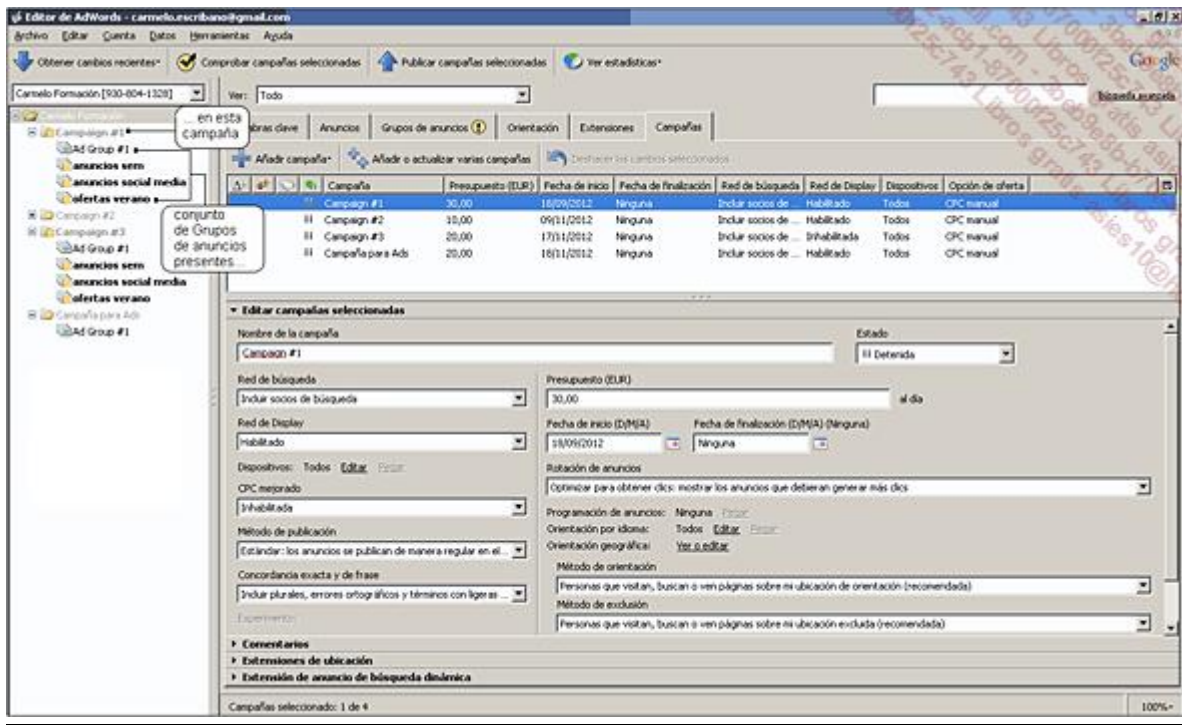 Editor de AdWords - carmelo.escribano@gmail.com
Archivo Editar Cuenta Datos Herramientas Ayuda
Obtener cambios recientes Comprobar campañas seleccionadas Publicar campañas seleccionadas Ver estadísticas
Google
Carmelo Formación [930-804-1328] Ver: Todo Búsqueda avanzada
Carmelo Formación
Campaign #1
Ad Group #1
anuncios sem
anuncios social media
ofertas verano
Campaign #2
Campaign #3
Ad Group #1
anuncios sem
anuncios social media
ofertas verano
Campaña para Ads
Ad Group #1
... en esta
campaña
conjunto
de Grupos
de anuncios
presentes...
Anuncios Grupos de anuncios Orientación Extensiones Campañas
Añadir campaña Añadir o actualizar varias campañas Deshacer los cambios seleccionados
Campaña Presupuesto (EUR) Fecha de inicio Fecha de finalización Red de búsqueda Red de Display Dispositivos Opción de oferta
Campaign #1 30,00 18/09/2012 Ninguna Incluir socios de ... Habilitado Todos CPC manual
Campaign #2 10,00 09/11/2012 Ninguna Incluir socios de ... Habilitado Todos CPC manual
Campaign #3 20,00 17/11/2012 Ninguna Incluir socios de ... Inhabilitada Todos CPC manual
Campaña para Ads 20,00 18/11/2012 Ninguna Incluir socios de ... Habilitado Todos CPC manual
Editar campañas seleccionadas
Nombre de la campaña Estado
Campaign #1 Detenida
Red de búsqueda Presupuesto (EUR)
Incluir socios de búsqueda 30,00 al día
Red de Display Fecha de inicio (D/M/A) Fecha de finalización (D/M/A) (Ninguna)
Habilitado 18/09/2012 Ninguna
Dispositivos: Todos Editar Pegar
Rotación de anuncios
CPC mejorado
Optimizar para obtener clics: mostrar los anuncios que debieran generar más clics
Inhabilitada
Programación de anuncios: Ninguna Pegar
Método de publicación
Orientación por idioma: Todos Editar Pegar
Estándar: los anuncios se publican de manera regular en el...
Orientación geográfica: Ver o editar
Método de orientación
Concordancia exacta y de frase
Personas que visitan, buscan o ven páginas sobre mi ubicación de orientación (recomendada)
Incluir plurales, errores ortográficos y términos con ligeras ...
Método de exclusión
Experimento:
Personas que visitan, buscan o ven páginas sobre mi ubicación excluida (recomendada)
Comentarios
Extensiones de ubicación
Extensión de anuncio de búsqueda dinámica
Campañas seleccionado: 1 de 4 100%